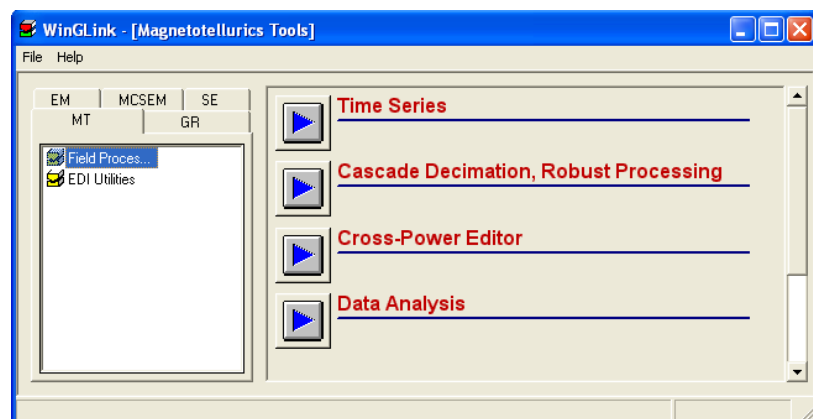 WinGLink - [Magnetotellurics Tools]
File Help
EM MCSEM SE
MT GR
Field Proces...
EDI Utilities
Time Series
Cascade Decimation, Robust Processing
Cross-Power Editor
Data Analysis